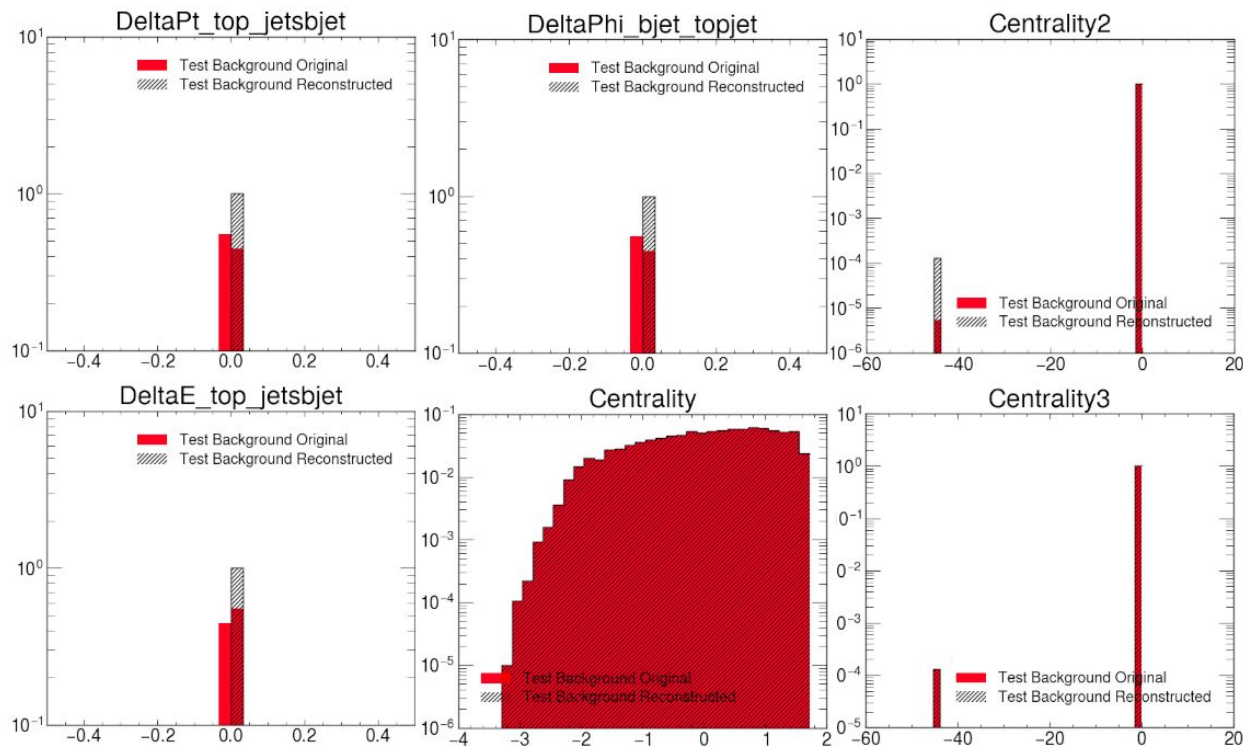 DeltaPt_top_jetsbjet
10¹
10⁰
10⁻¹
Test Background Original
Test Background Reconstructed
−0.4 −0.2 0.0 0.2 0.4
DeltaPhi_bjet_topjet
10¹
10⁰
10⁻¹
Test Background Original
Test Background Reconstructed
−0.4 −0.2 0.0 0.2 0.4
Centrality2
10¹
10⁰
10⁻¹
10⁻²
10⁻³
10⁻⁴
10⁻⁵
10⁻⁶
Test Background Original
Test Background Reconstructed
−60 −40 −20 0 20
DeltaE_top_jetsbjet
10¹
10⁰
10⁻¹
Test Background Original
Test Background Reconstructed
−0.4 −0.2 0.0 0.2 0.4
Centrality
10⁻¹
10⁻²
10⁻³
10⁻⁴
10⁻⁵
10⁻⁶
Test Background Original
Test Background Reconstructed
−4 −3 −2 −1 0 1 2
Centrality3
10¹
10⁰
0⁻¹
0⁻²
0⁻³
0⁻⁴
10⁻⁵
Test Background Original
Test Background Reconstructed
−60 −40 −20 0 20